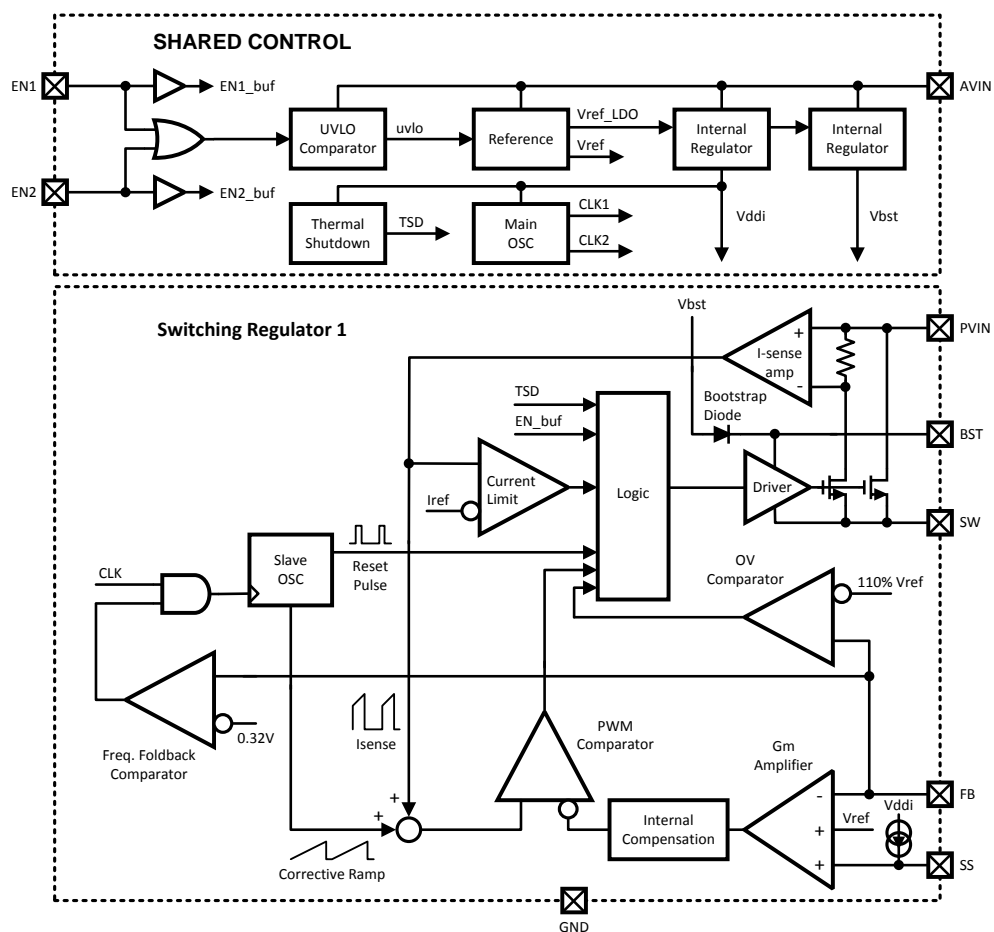 SHARED CONTROL
EN1
EN1_buf
AVIN
UVLO
Comparator
uvlo
Reference
Vref_LDO
Vref
Internal
Regulator
Internal
Regulator
EN2
EN2_buf
Thermal
Shutdown
TSD
Main
OSC
CLK1
CLK2
Vddi
Vbst
Switching Regulator 1
Vbst
PVIN
+
I-sense
amp
-
TSD
EN_buf
Bootstrap
Diode
BST
Current
Limit
Iref
Logic
Driver
SW
Slave
OSC
Reset
Pulse
CLK
OV
Comparator
110% Vref
0.32V
Freq. Foldback
Comparator
Isense
PWM
Comparator
Gm
Amplifier
+
+
Corrective Ramp
Internal
Compensation
-
+
+
Vref
Vddi
FB
SS
GND